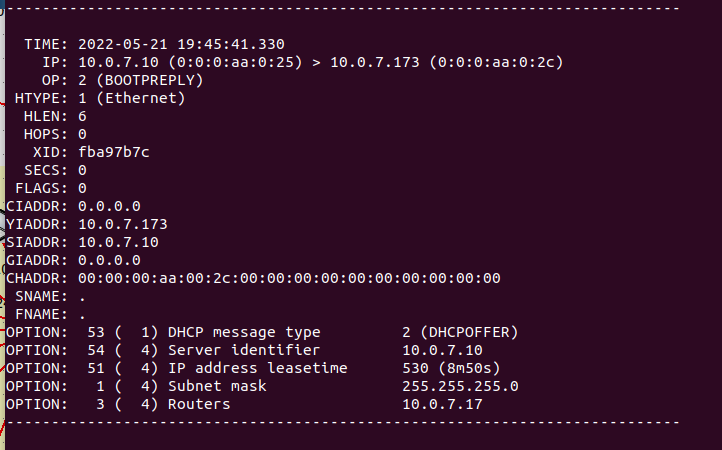 ---------------------------------------------------------------------------
TIME: 2022-05-21 19:45:41.330
IP: 10.0.7.10 (0:0:0:aa:0:25) > 10.0.7.173 (0:0:0:aa:0:2c)
OP: 2 (BOOTPREPLY)
HTYPE: 1 (Ethernet)
HLEN: 6
HOPS: 0
XID: fba97b7c
SECS: 0
FLAGS: 0
CIADDR: 0.0.0.0
YIADDR: 10.0.7.173
SIADDR: 10.0.7.10
GIADDR: 0.0.0.0
CHADDR: 00:00:00:aa:00:2c:00:00:00:00:00:00:00:00:00:00
SNAME: .
FNAME: .
OPTION:  53 (  1) DHCP message type         2 (DHCPOFFER)
OPTION:  54 (  4) Server identifier         10.0.7.10
OPTION:  51 (  4) IP address leasetime      530 (8m50s)
OPTION:   1 (  4) Subnet mask               255.255.255.0
OPTION:   3 (  4) Routers                   10.0.7.17
---------------------------------------------------------------------------